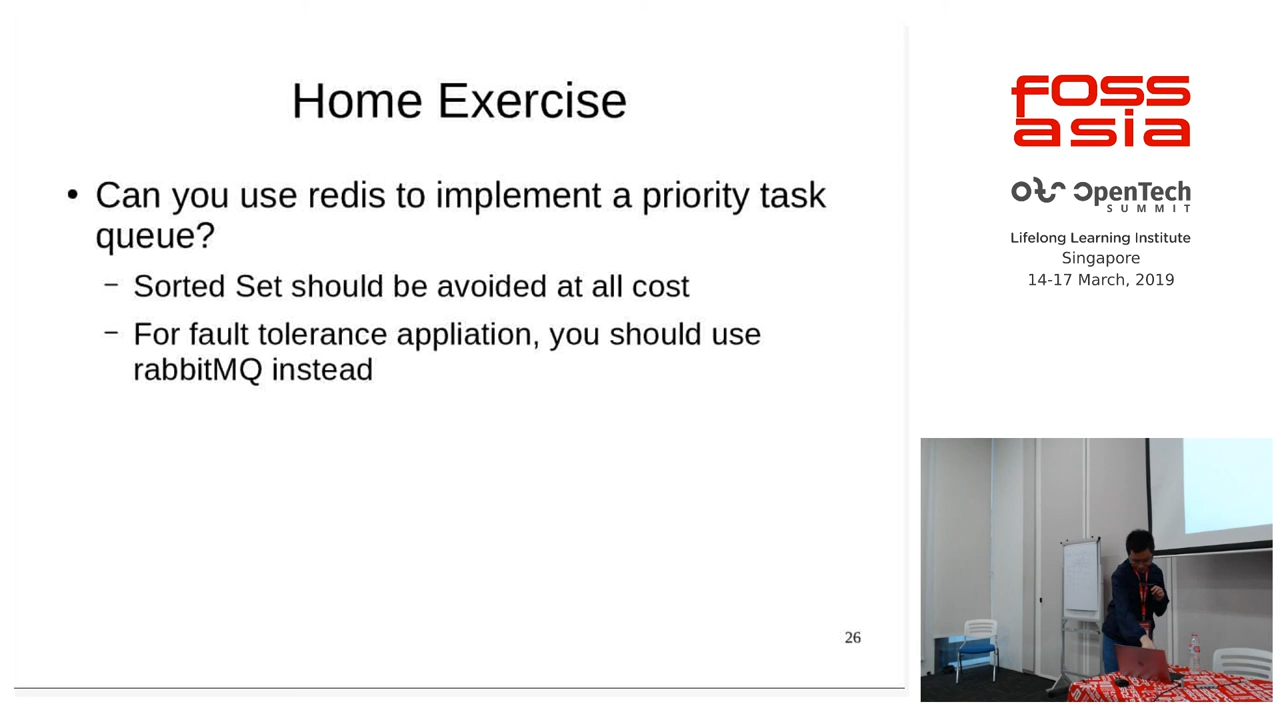 Home Exercise
• Can you use redis to implement a priority task
queue?
– Sorted Set should be avoided at all cost
– For fault tolerance appliation, you should use
rabbitMQ instead
26
foss
asia
OpenTech
SUMMIT
Lifelong Learning Institute
Singapore
14-17 March, 2019